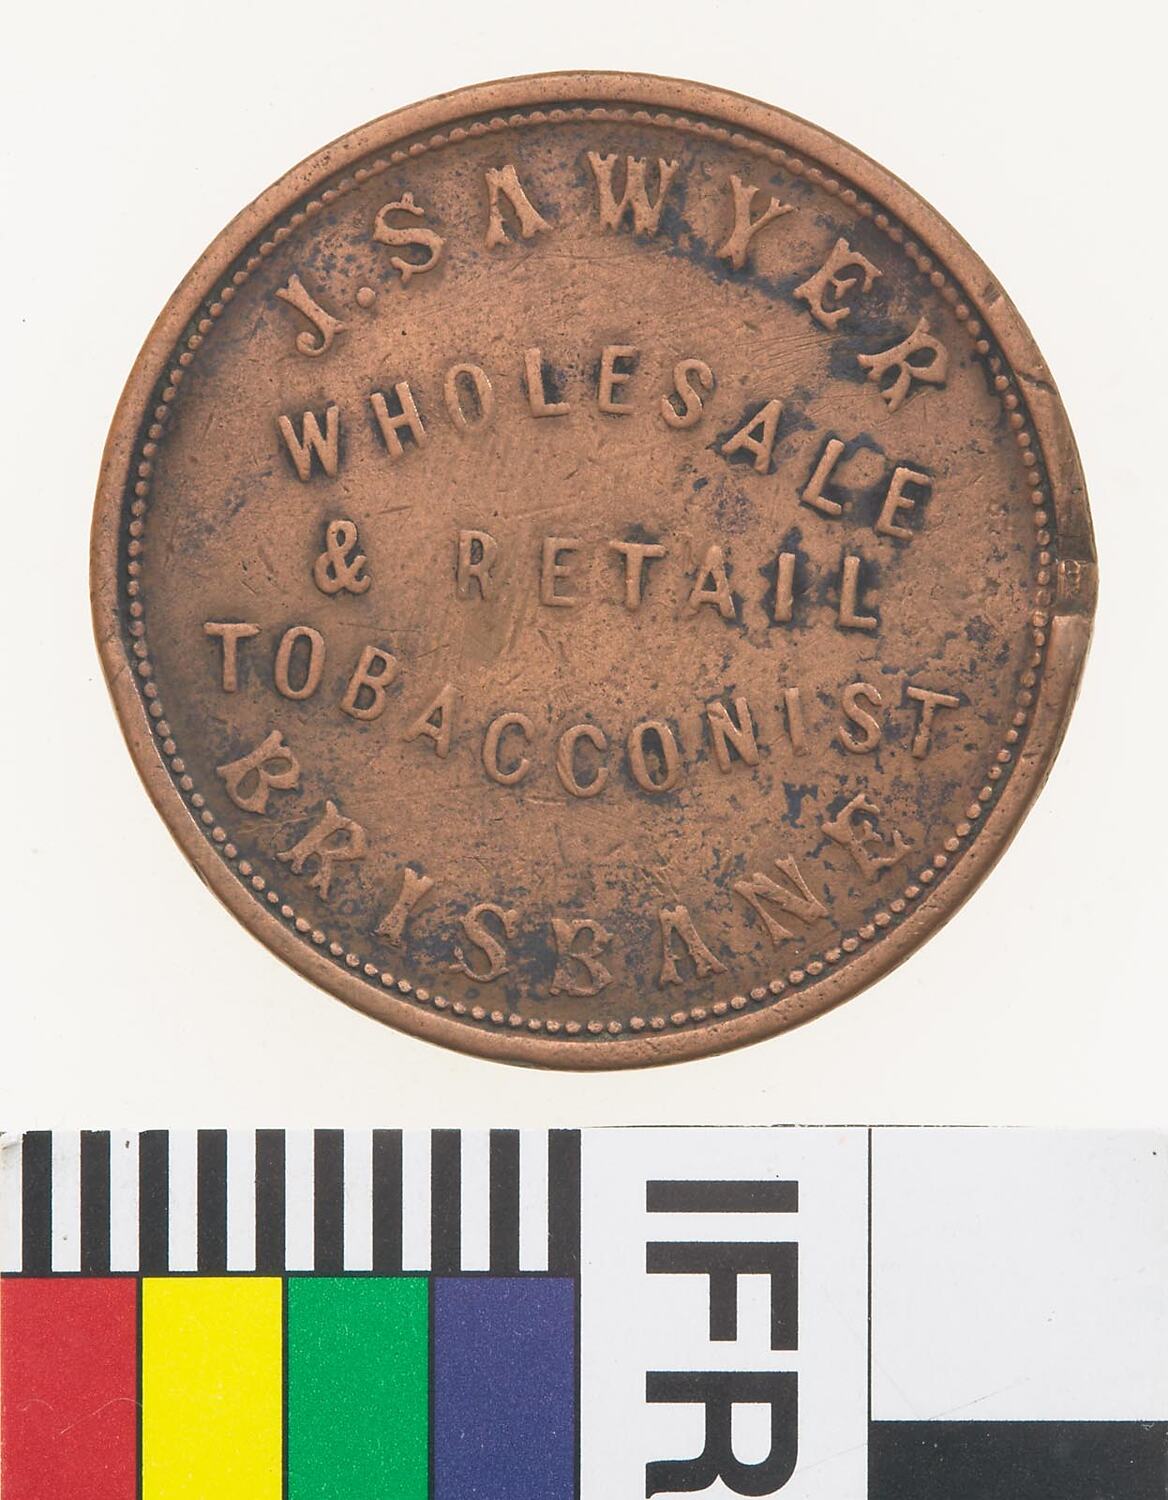 J. SAWYER
WHOLESALE
& RETAIL
TOBACCONIST
BRISBANE
IFR